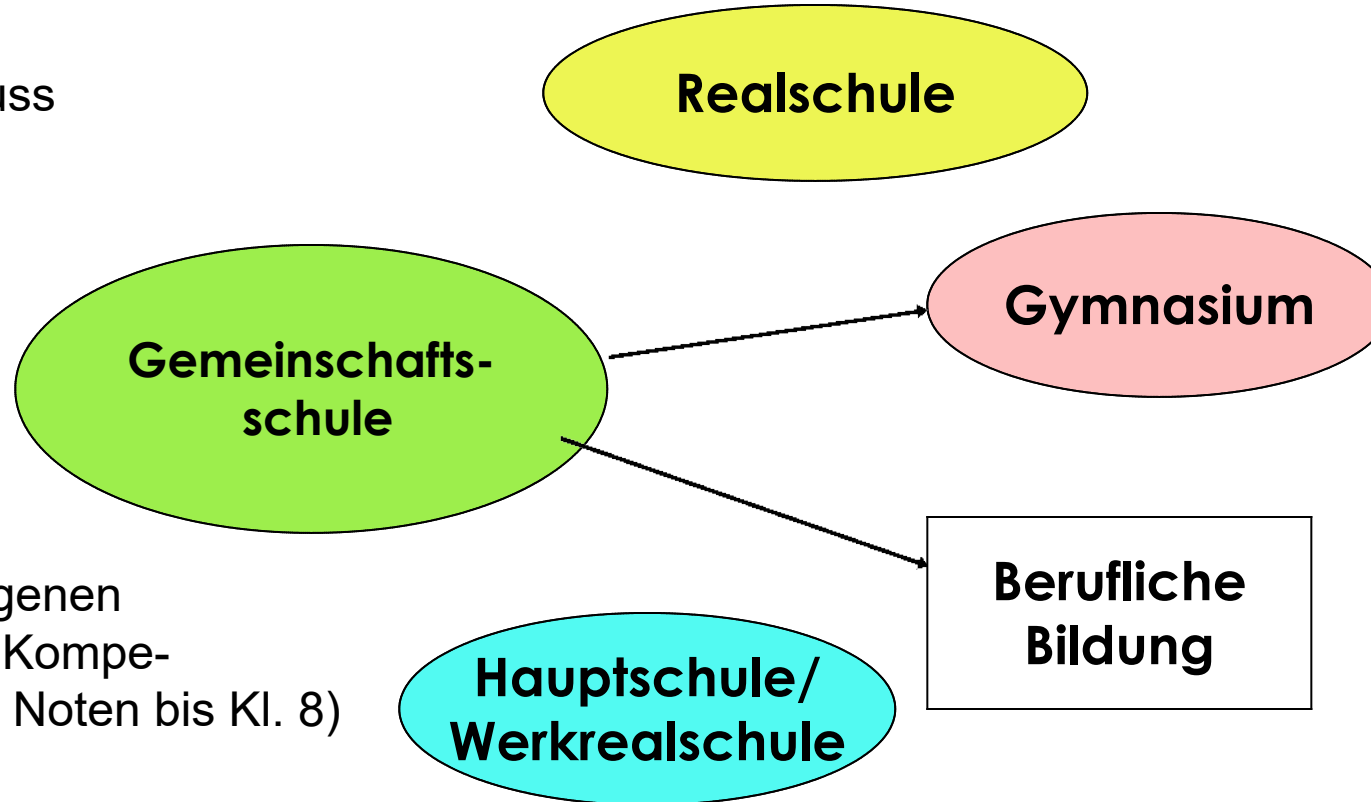 uss
Realschule
Gymnasium
Gemeinschafts-
schule
Berufliche
Bildung
genen
Kompe-
Noten bis Kl. 8)
Hauptschule/
Werkrealschule